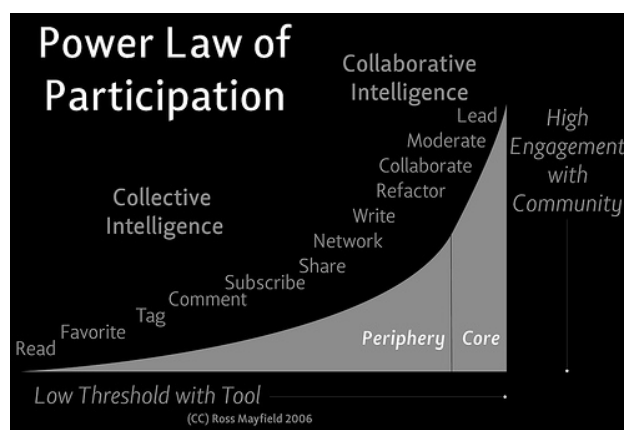 Power Law of
Participation
Collaborative
Intelligence
Lead
Moderate
Collaborate
Refactor
Write
Network
Share
Subscribe
Comment
Tag
Favorite
Read
Collective
Intelligence
High
Engagement
with
Community
Periphery
Core
Low Threshold with Tool
(CC) Ross Mayfield 2006